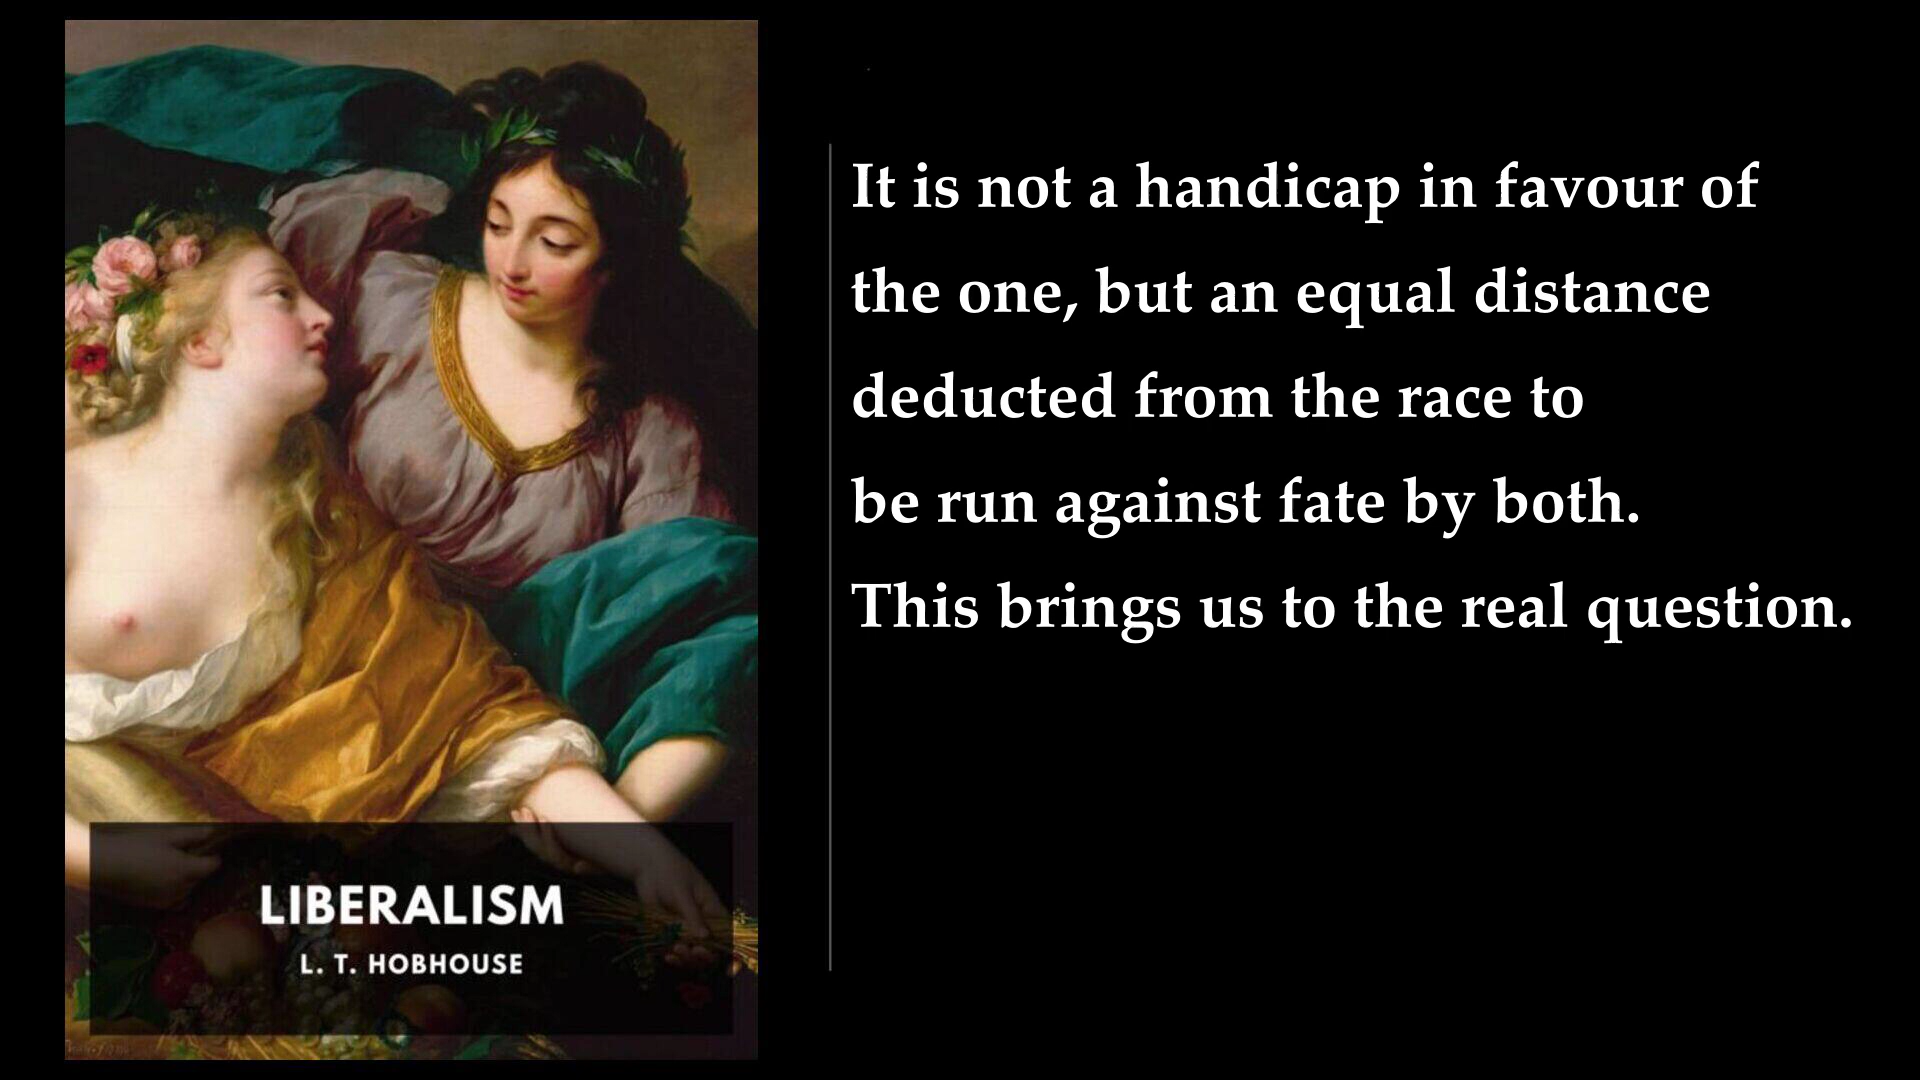 It is not a handicap in favour of
the one, but an equal distance
deducted from the race to
be run against fate by both.
This brings us to the real question.
LIBERALISM
L. T. HOBHOUSE